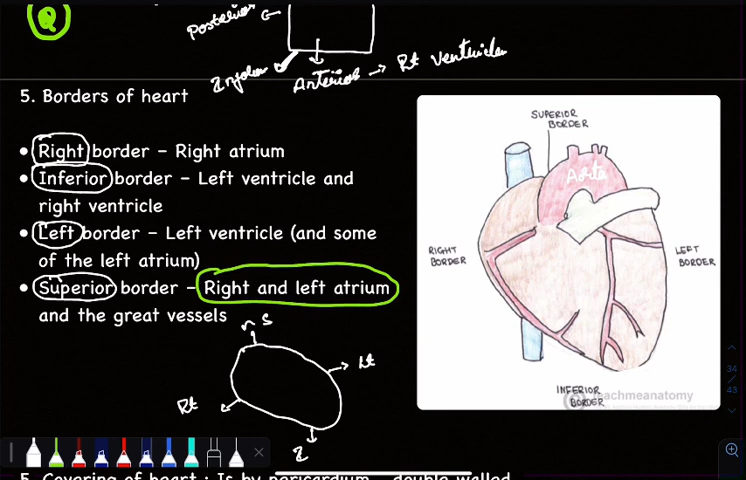 Q
Posterior
Inferior
Anterior → Rt Ventricle
5. Borders of heart
• Right border – Right atrium
• Inferior border – Left ventricle and
right ventricle
• Left border – Left ventricle (and some
of the left atrium)
• Superior border – Right and left atrium
and the great vessels
S
Lt
Rt
I
SUPERIOR
BORDER
Aorta
RIGHT
BORDER
LEFT
BORDER
INFERIOR
BORDER
teachmeanatomy
34
/
43
5. Covering of heart : Is by pericardium – double walled